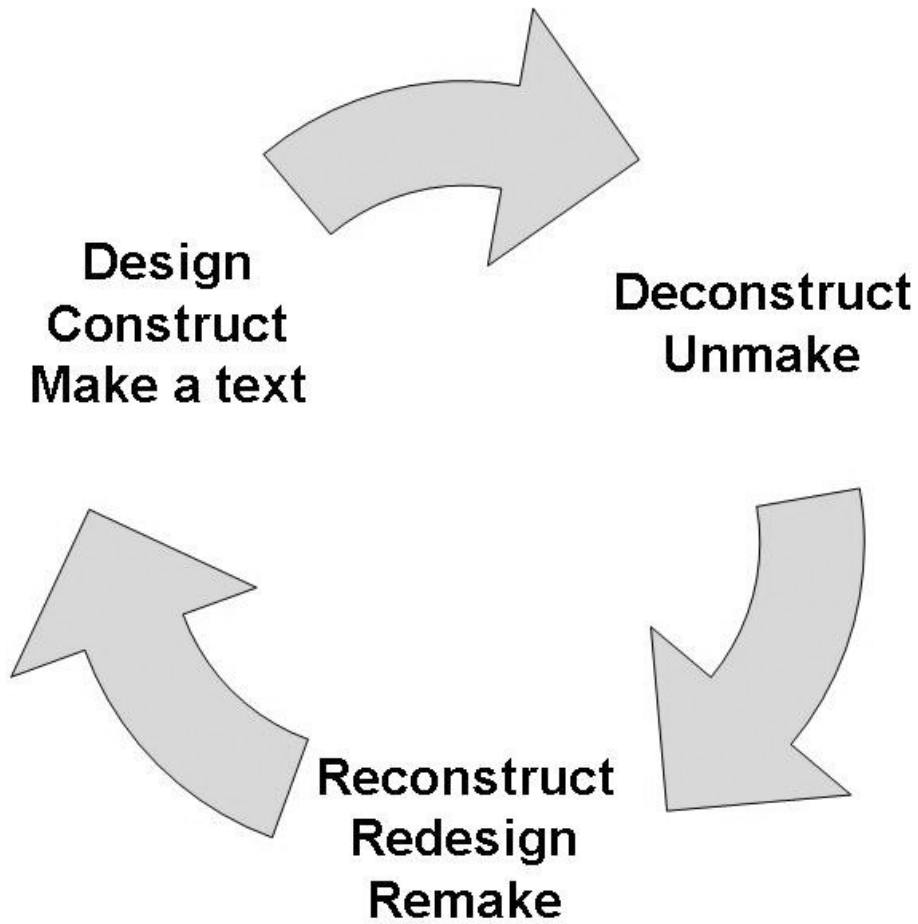 Design
Construct
Make a text
Deconstruct
Unmake
Reconstruct
Redesign
Remake